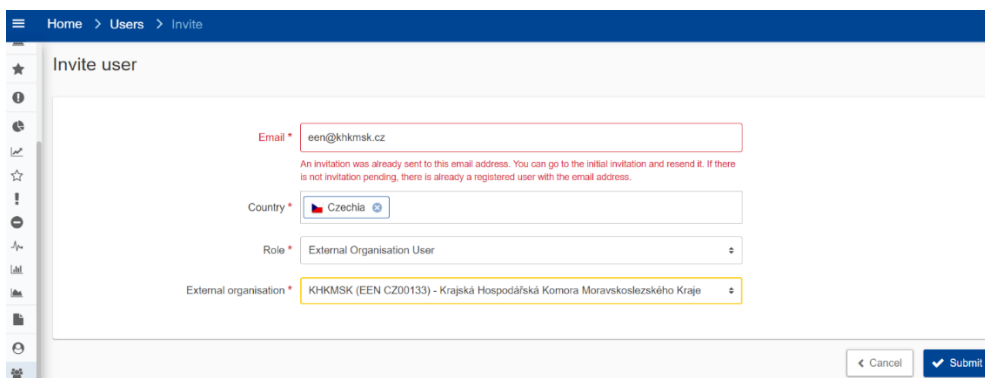 Home > Users > Invite
Invite user
Email *
een@khkmsk.cz
An invitation was already sent to this email address. You can go to the initial invitation and resend it. If there
is not invitation pending, there is already a registered user with the email address.
Country *
Czechia
Role *
External Organisation User
External organisation *
KHKMSK (EEN CZ00133) - Krajská Hospodářská Komora Moravskoslezského Kraje
Cancel
Submit